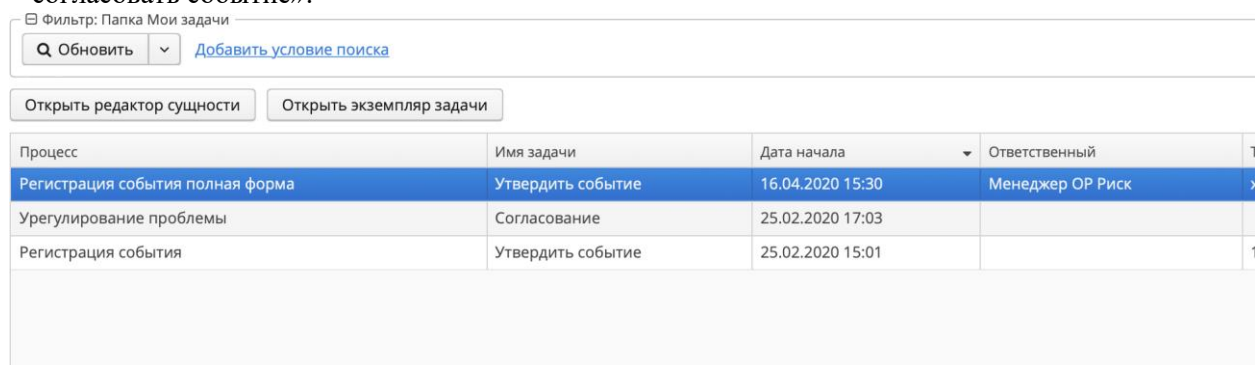 согласовать событие».
Фильтр: Папка Мои задачи
Обновить Добавить условие поиска
Открыть редактор сущности Открыть экземпляр задачи
Процесс Имя задачи Дата начала Ответственный
Регистрация события полная форма Утвердить событие 16.04.2020 15:30 Менеджер ОР Риск
Урегулирование проблемы Согласование 25.02.2020 17:03
Регистрация события Утвердить событие 25.02.2020 15:01